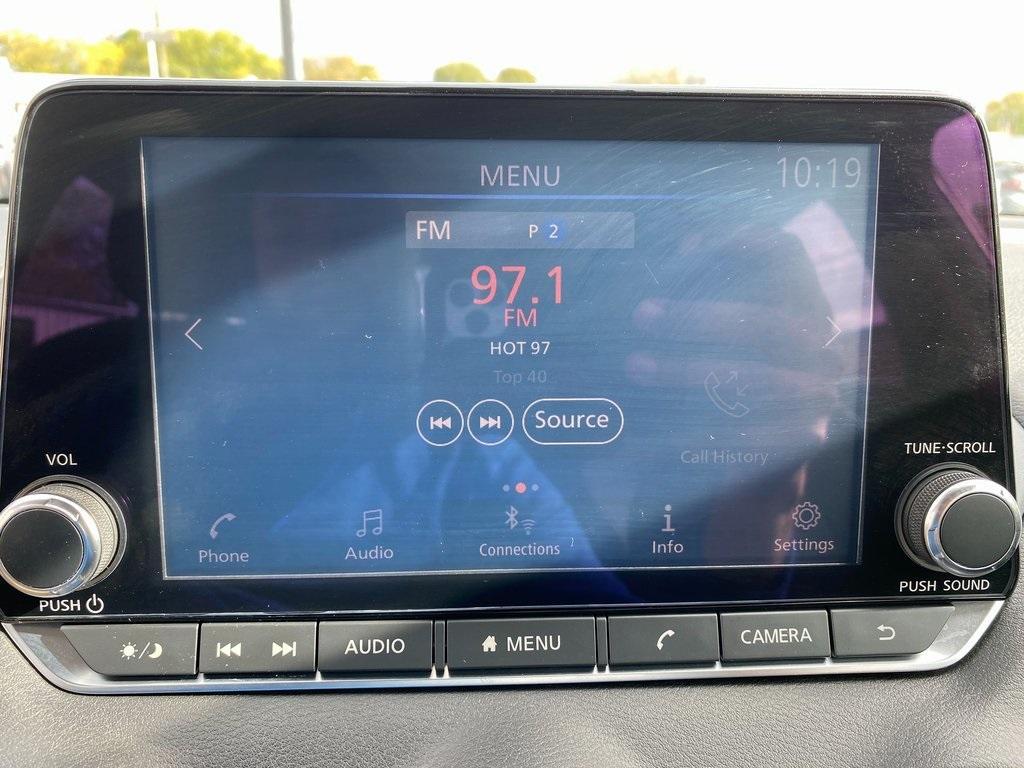 MENU
10:19
FM P 2
97.1
FM
HOT 97
Top 40
Source
Call History
VOL
TUNE·SCROLL
Phone
Audio
Connections
Info
Settings
PUSH
PUSH SOUND
AUDIO
MENU
CAMERA